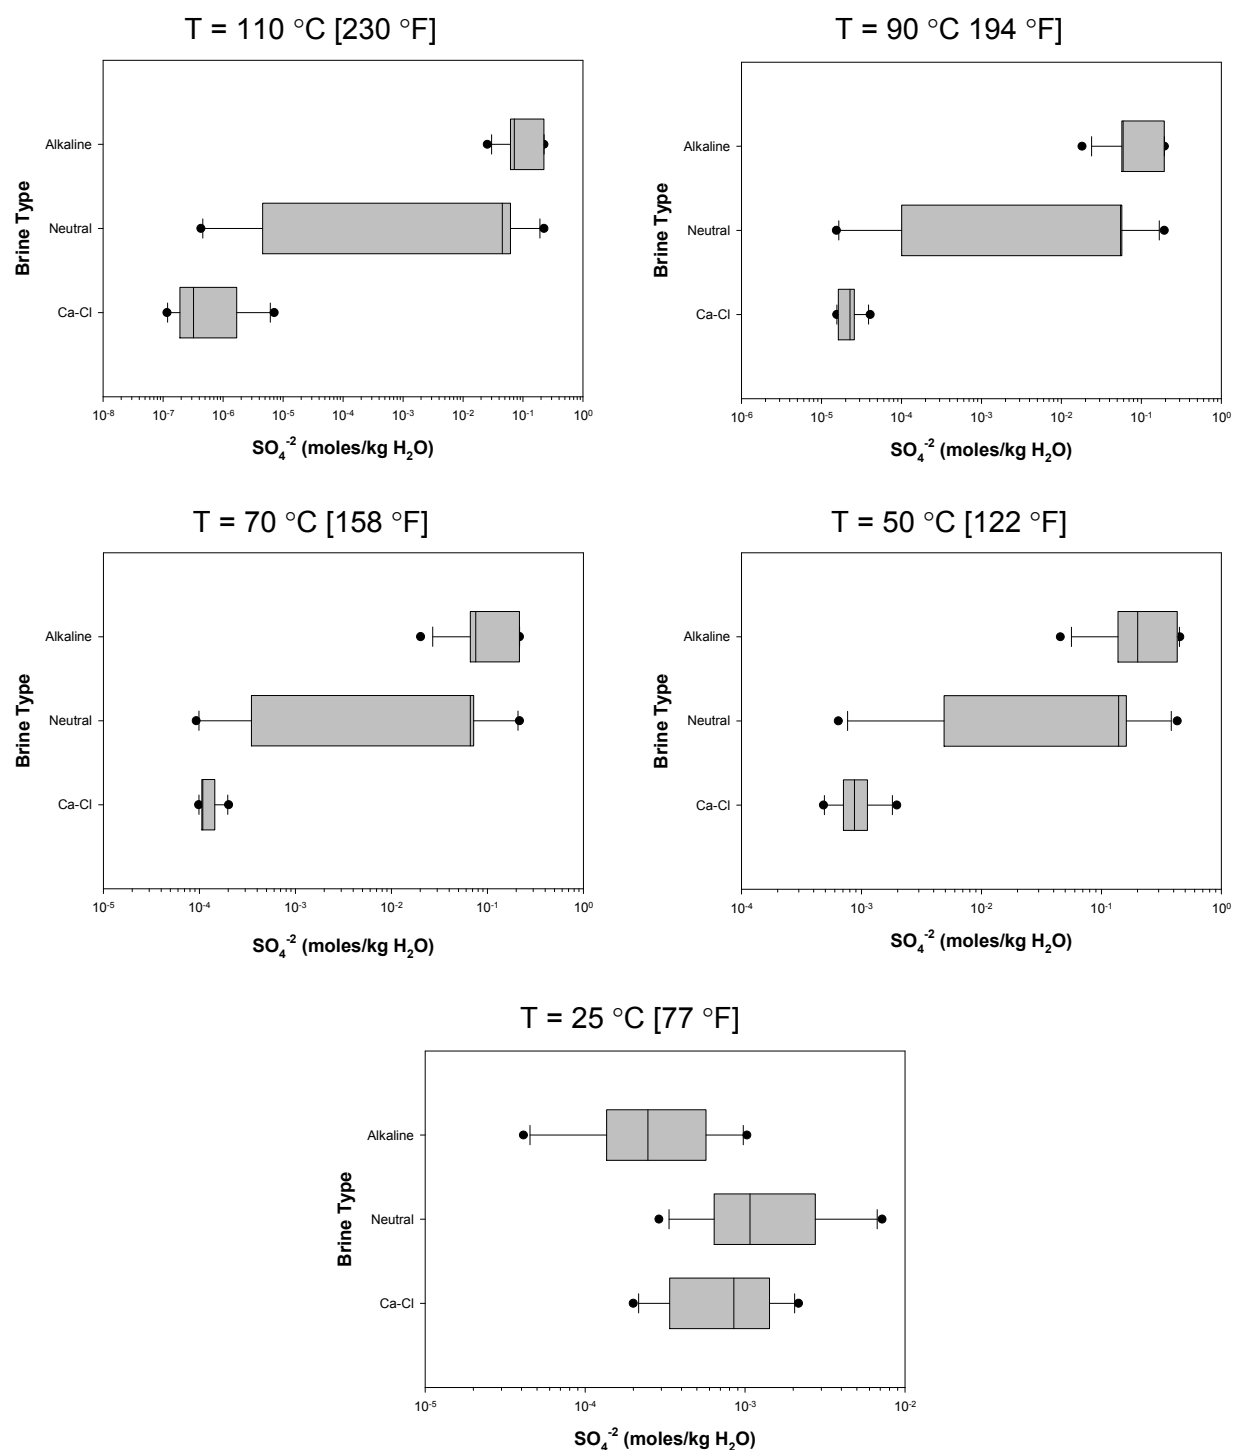 T = 110 °C [230 °F]
Brine Type
Alkaline
Neutral
Ca-Cl
10⁻⁸ 10⁻⁷ 10⁻⁶ 10⁻⁵ 10⁻⁴ 10⁻³ 10⁻² 10⁻¹ 10⁰
SO₄⁻² (moles/kg H₂O)
T = 90 °C 194 °F]
Brine Type
Alkaline
Neutral
Ca-Cl
10⁻⁶ 10⁻⁵ 10⁻⁴ 10⁻³ 10⁻² 10⁻¹ 10⁰
SO₄⁻² (moles/kg H₂O)
T = 70 °C [158 °F]
Brine Type
Alkaline
Neutral
Ca-Cl
10⁻⁵ 10⁻⁴ 10⁻³ 10⁻² 10⁻¹ 10⁰
SO₄⁻² (moles/kg H₂O)
T = 50 °C [122 °F]
Brine Type
Alkaline
Neutral
Ca-Cl
10⁻⁴ 10⁻³ 10⁻² 10⁻¹ 10⁰
SO₄⁻² (moles/kg H₂O)
T = 25 °C [77 °F]
Brine Type
Alkaline
Neutral
Ca-Cl
10⁻⁵ 10⁻⁴ 10⁻³ 10⁻²
SO₄⁻² (moles/kg H₂O)